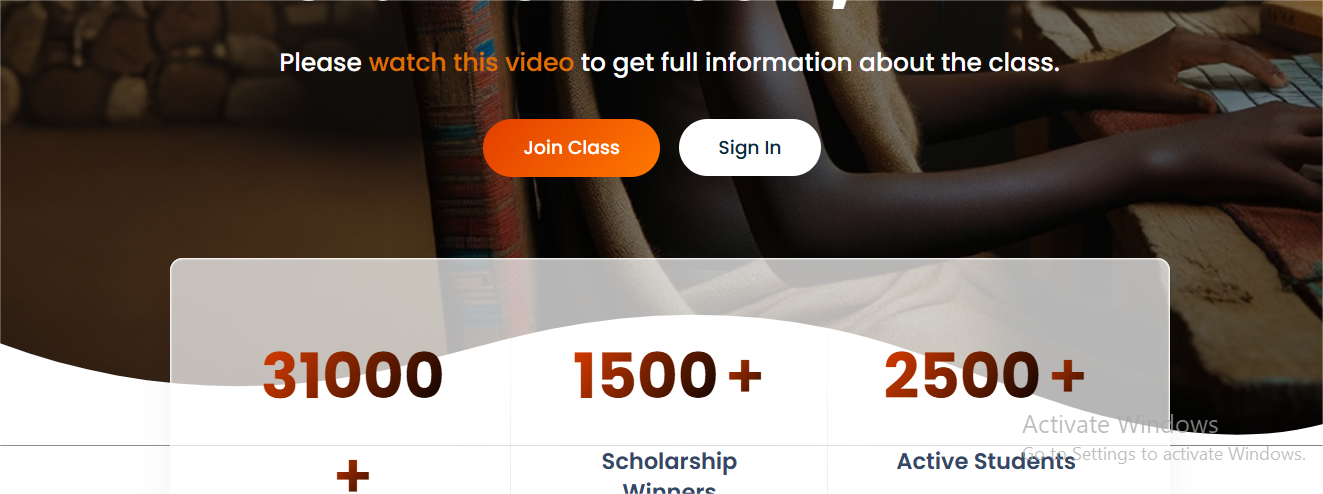 Please watch this video to get full information about the class.
Join Class
Sign In
31000
+
1500 +
2500 +
Scholarship
Winners
Active Students
Activate Windows
Go to Settings to activate Windows.